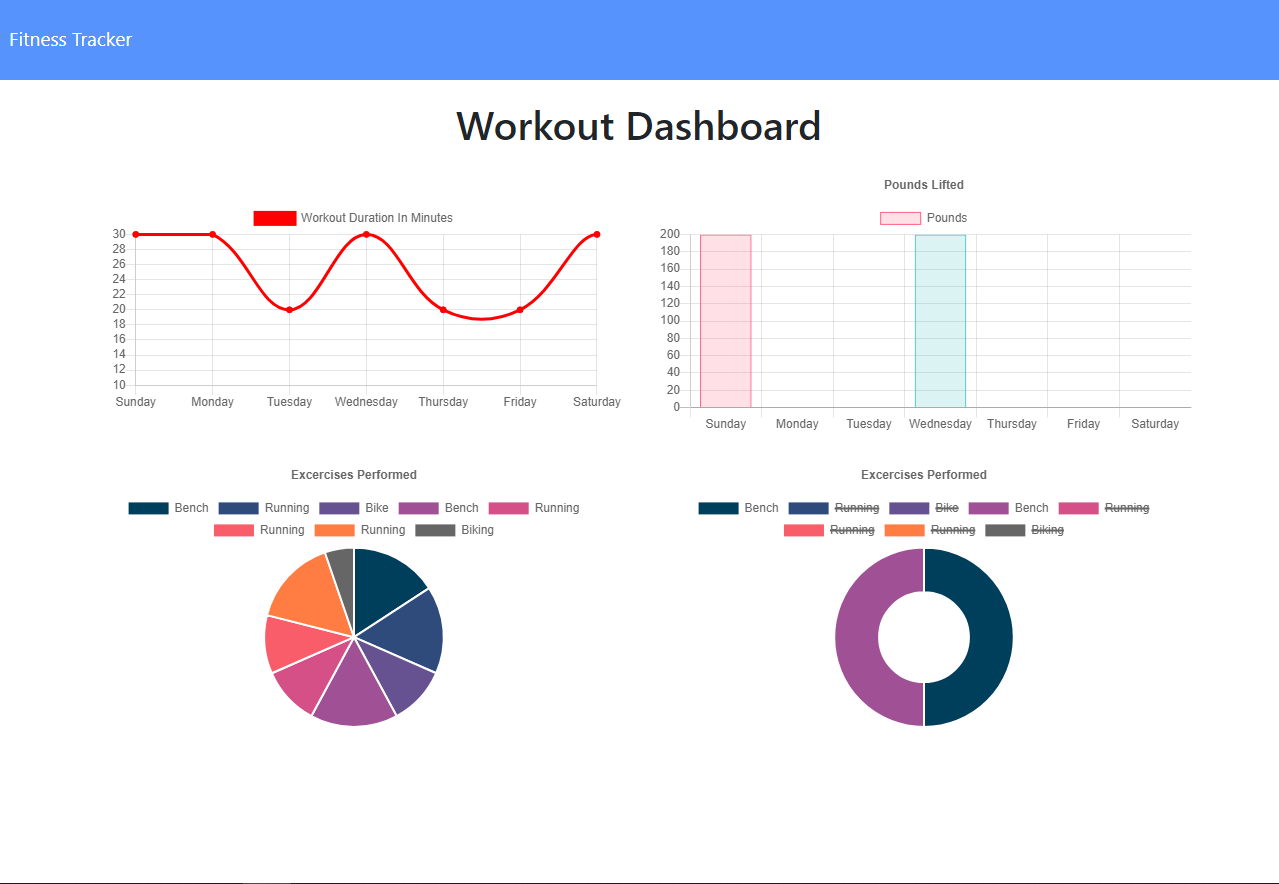 Fitness Tracker
Workout Dashboard
Workout Duration In Minutes
30
28
26
24
22
20
18
16
14
12
10
Sunday Monday Tuesday Wednesday Thursday Friday Saturday
Pounds Lifted
Pounds
200
180
160
140
120
100
80
60
40
20
0
Sunday Monday Tuesday Wednesday Thursday Friday Saturday
Excercises Performed
Bench Running Bike Bench Running
Running Running Biking
Excercises Performed
Bench Running Bike Bench Running
Running Running Biking